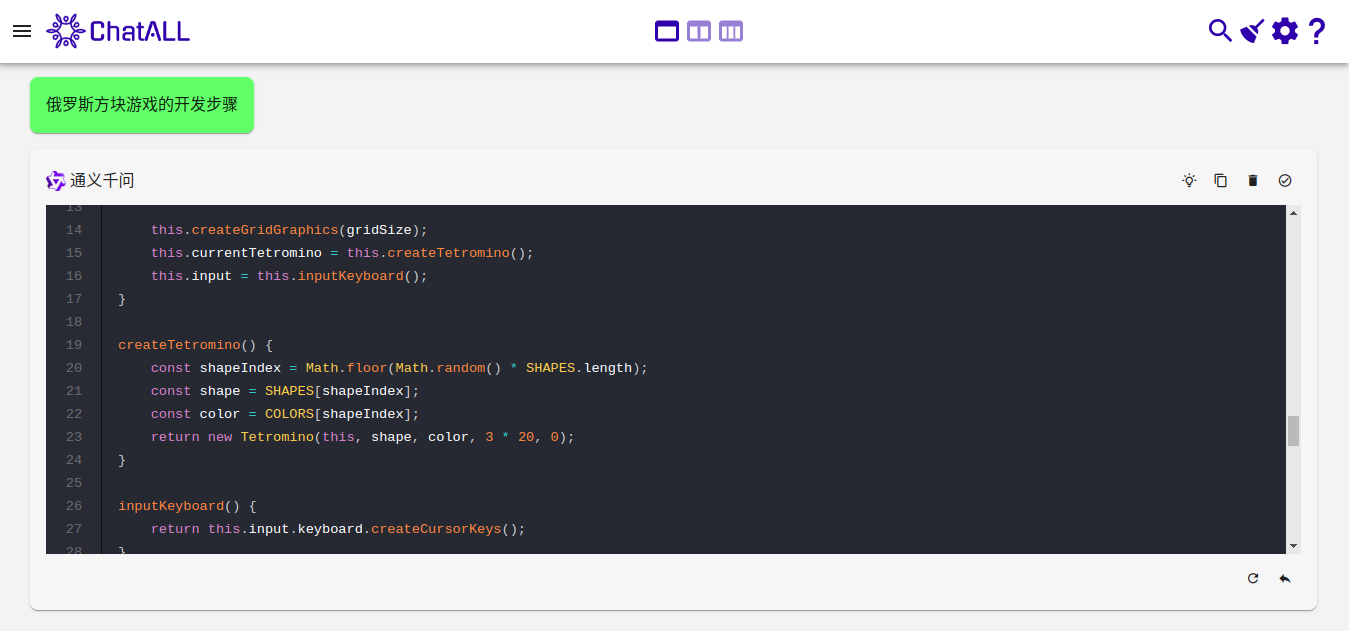 ChatALL
俄罗斯方块游戏的开发步骤
通义千问
13
14 this.createGridGraphics(gridSize);
15 this.currentTetromino = this.createTetromino();
16 this.input = this.inputKeyboard();
17 }
18
19 createTetromino() {
20 const shapeIndex = Math.floor(Math.random() * SHAPES.length);
21 const shape = SHAPES[shapeIndex];
22 const color = COLORS[shapeIndex];
23 return new Tetromino(this, shape, color, 3 * 20, 0);
24 }
25
26 inputKeyboard() {
27 return this.input.keyboard.createCursorKeys();
28 }